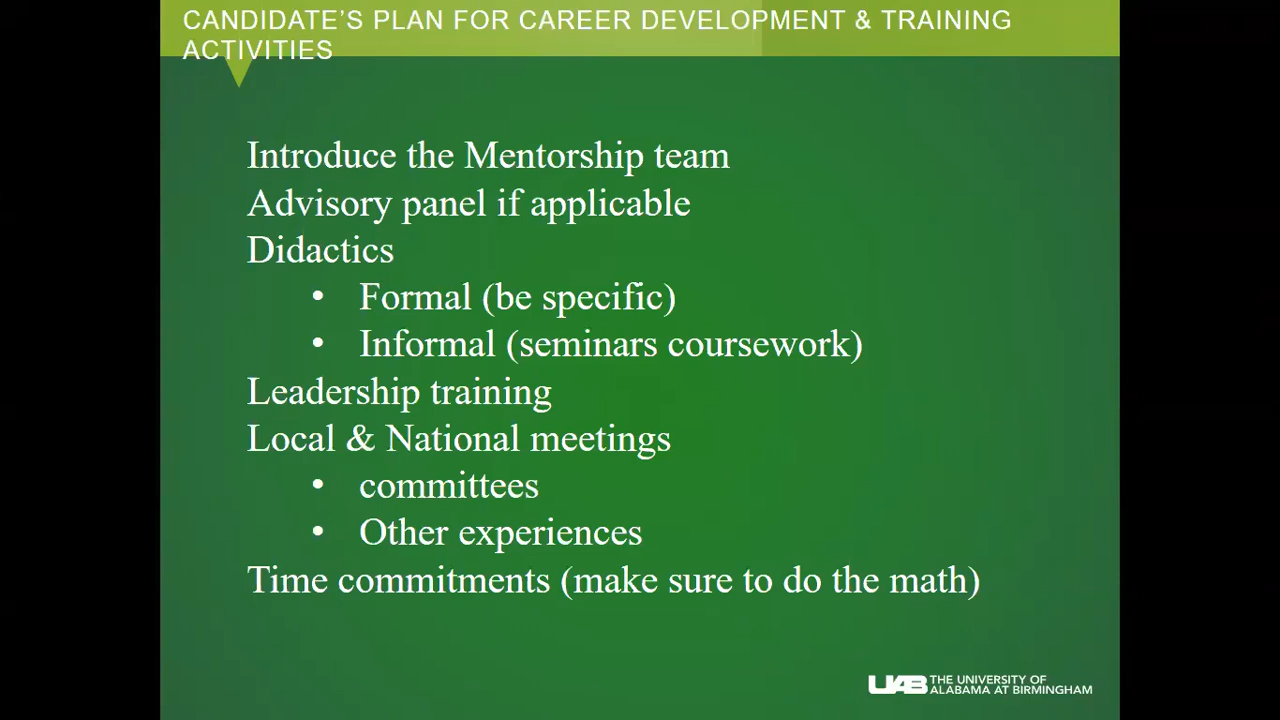 CANDIDATE’S PLAN FOR CAREER DEVELOPMENT & TRAINING
ACTIVITIES
Introduce the Mentorship team
Advisory panel if applicable
Didactics
• Formal (be specific)
• Informal (seminars coursework)
Leadership training
Local & National meetings
• committees
• Other experiences
Time commitments (make sure to do the math)
UAB THE UNIVERSITY OF
ALABAMA AT BIRMINGHAM